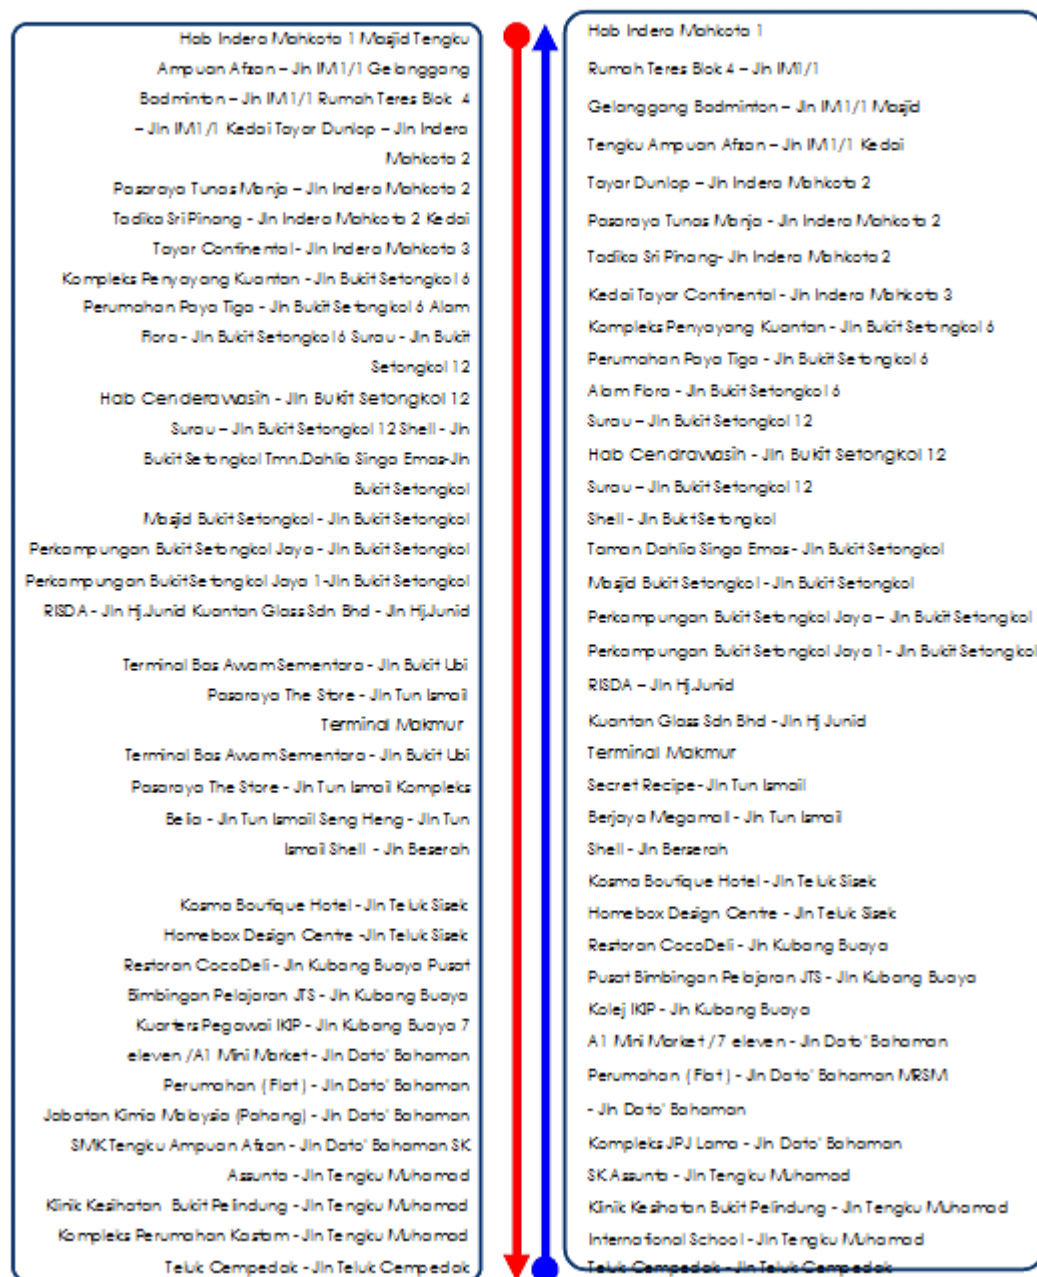 Hab Indera Mahkota 1 Masjid Tengku
Ampuan Afzan – Jln IM1/1 Gelanggang
Badminton – Jln IM1/1 Rumah Teres Blok 4
– Jln IM1/1 Kedai Tayar Dunlop – Jln Indera
Mahkota 2
Pasaraya Tunas Manja – Jln Indera Mahkota 2
Tadika Sri Pinang - Jln Indera Mahkota 2 Kedai
Tayar Continental- Jln Indera Mahkota 3
Kompleks Penyayang Kuantan -Jln Bukit Setongkol 6
Perumahan Paya Tiga - Jln Bukit Setongkol 6 Alam
Flora - Jln Bukit Setongkol 6 Surau - Jln Bukit
Setongkol 12
Hab Cenderawasih - Jln Bukit Setongkol 12
Surau – Jln Bukit Setongkol 12 Shell - Jln
Bukit Setongkol Tmn.Dahlia Singa Emas-Jln
Bukit Setongkol
Masjid Bukit Setongkol - Jln Bukit Setongkol
Perkampungan Bukit Setongkol Jaya - Jln Bukit Setongkol
Perkampungan Bukit Setongkol Jaya 1-Jln Bukit Setongkol
RISDA - Jln Hj.Junid Kuantan Glass Sdn Bhd - Jln Hj.Junid
Terminal Bas Awam Sementara - Jln Bukit Ubi
Pasaraya The Store - Jln Tun Ismail
Terminal Makmur
Terminal Bas Awam Sementara - Jln Bukit Ubi
Pasaraya The Store - Jln Tun Ismail Kompleks
Belia - Jln Tun Ismail Seng Heng - Jln Tun
Ismail Shell - Jln Beserah
Kosma Boutique Hotel -Jln Teluk Sisek
Homebox Design Centre -Jln Teluk Sisek
Restoran CocoDeli - Jln Kubang Buaya Pusat
Bimbingan Pelajaran JTS - Jln Kubang Buaya
Kuarters Pegawai IKIP - Jln Kubang Buaya 7
eleven /A1 Mini Market - Jln Dato' Bahaman
Perumahan ( Flat ) - Jln Dato' Bahaman
Jabatan Kimia Malaysia (Pahang) - Jln Dato' Bahaman
SMK Tengku Ampuan Afzan - Jln Dato' Bahaman SK
Assunta - Jln Tengku Muhamad
Klinik Kesihatan Bukit Pelindung - Jln Tengku Muhamad
Kompleks Perumahan Kastam - Jln Tengku Muhamad
Teluk Cempedak - Jln Teluk Cempedak
Hab Indera Mahkota 1
Rumah Teres Blok 4 – Jln IM1/1
Gelanggang Badminton – Jln IM1/1 Masjid
Tengku Ampuan Afzan – Jln IM1/1 Kedai
Tayar Dunlop – Jln Indera Mahkota 2
Pasaraya Tunas Manja - Jln Indera Mahkota 2
Tadika Sri Pinang- Jln Indera Mahkota 2
Kedai Tayar Continental - Jln Indera Mahkota 3
Kompleks Penyayang Kuantan - Jln Bukit Setongkol 6
Perumahan Paya Tiga - Jln Bukit Setongkol 6
Alam Flora - Jln Bukit Setongkol 6
Surau – Jln Bukit Setongkol 12
Hab Cendrawasih - Jln Bukit Setongkol 12
Surau – Jln Bukit Setongkol 12
Shell - Jln Bukt Setongkol
Taman Dahlia Singa Emas - Jln Bukit Setongkol
Masjid Bukit Setongkol - Jln Bukit Setongkol
Perkampungan Bukit Setongkol Jaya – Jln Bukit Setongkol
Perkampungan Bukit Setongkol Jaya 1- Jln Bukit Setongkol
RISDA – Jln Hj.Junid
Kuantan Glass Sdn Bhd - Jln Hj Junid
Terminal Makmur
Secret Recipe- Jln Tun Ismail
Berjaya Megamall - Jln Tun Ismail
Shell - Jln Berserah
Kosma Boutique Hotel - Jln Teluk Sisek
Homebox Design Centre - Jln Teluk Sisek
Restoran CocoDeli - Jln Kubang Buaya
Pusat Bimbingan Pelajaran JTS - Jln Kubang Buaya
Kolej IKIP - Jln Kubang Buaya
A1 Mini Market /7 eleven - Jln Dato' Bahaman
Perumahan ( Flat ) - Jln Dato' Bahaman MRSM
- Jln Dato' Bahaman
Kompleks JPJ Lama - Jln Dato' Bahaman
SK Assunta - Jln Tengku Muhamad
Klinik Kesihatan Bukit Pelindung - Jln Tengku Muhamad
International School - Jln Tengku Muhamad
Teluk Cempedak - Jln Teluk Cempedak